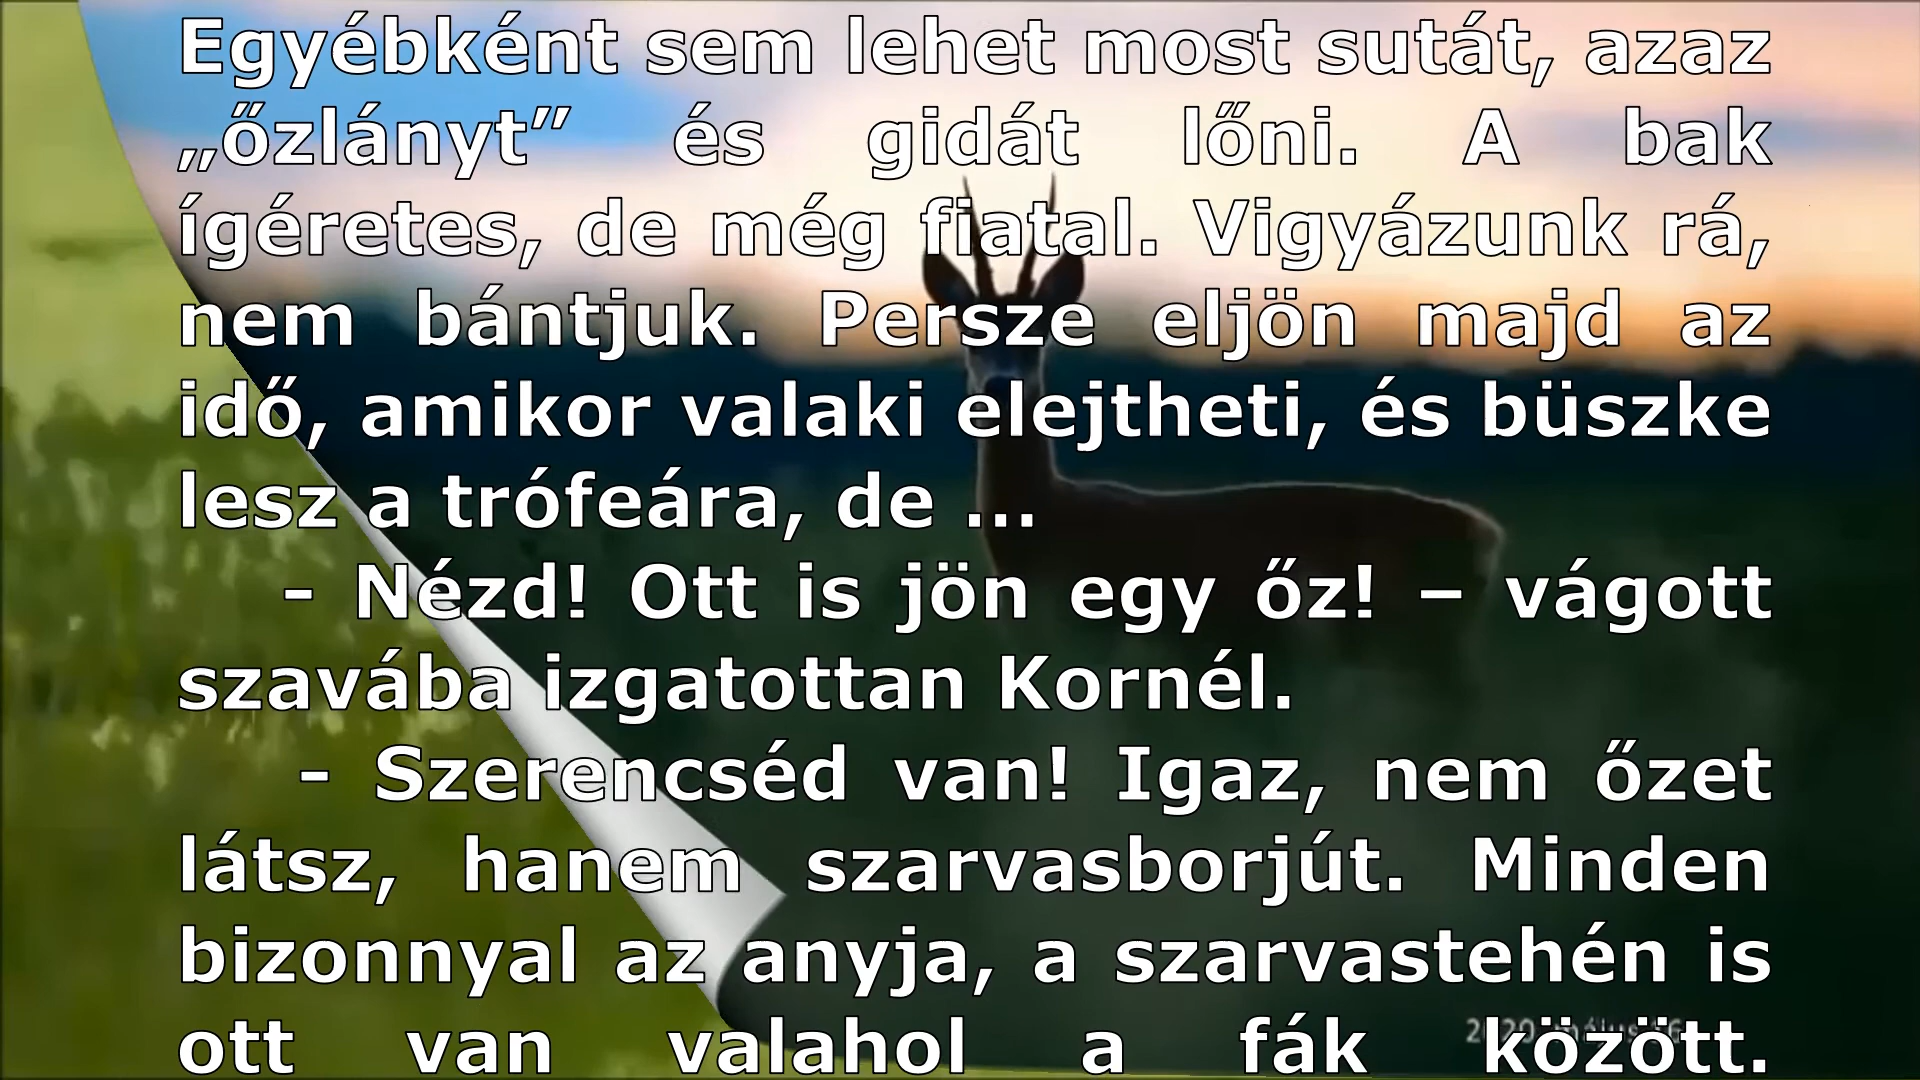 Egyébként sem lehet most sutát, azaz
„őzlányt” és gidát lőni. A bak
ígéretes, de még fiatal. Vigyázunk rá,
nem bántjuk. Persze eljön majd az
idő, amikor valaki elejtheti, és büszke
lesz a trófeára, de ...
- Nézd! Ott is jön egy őz! – vágott
szavába izgatottan Kornél.
- Szerencséd van! Igaz, nem őzet
látsz, hanem szarvasborjút. Minden
bizonnyal az anyja, a szarvastehén is
ott van valahol a fák között.